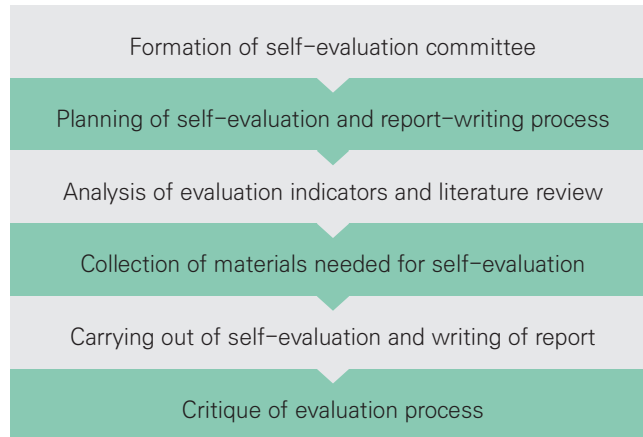 Formation of self-evaluation committee
Planning of self-evaluation and report-writing process
Analysis of evaluation indicators and literature review
Collection of materials needed for self-evaluation
Carrying out of self-evaluation and writing of report
Critique of evaluation process